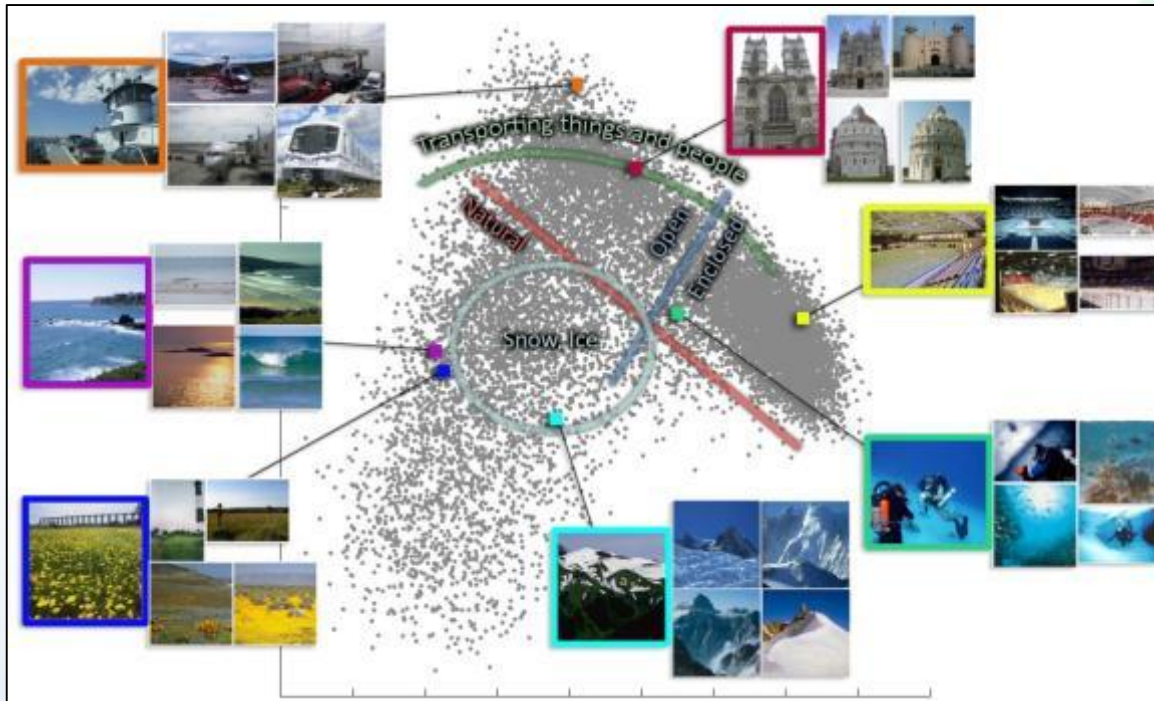 Transporting things and people
Natural
Open
Enclosed
Snow, Ice